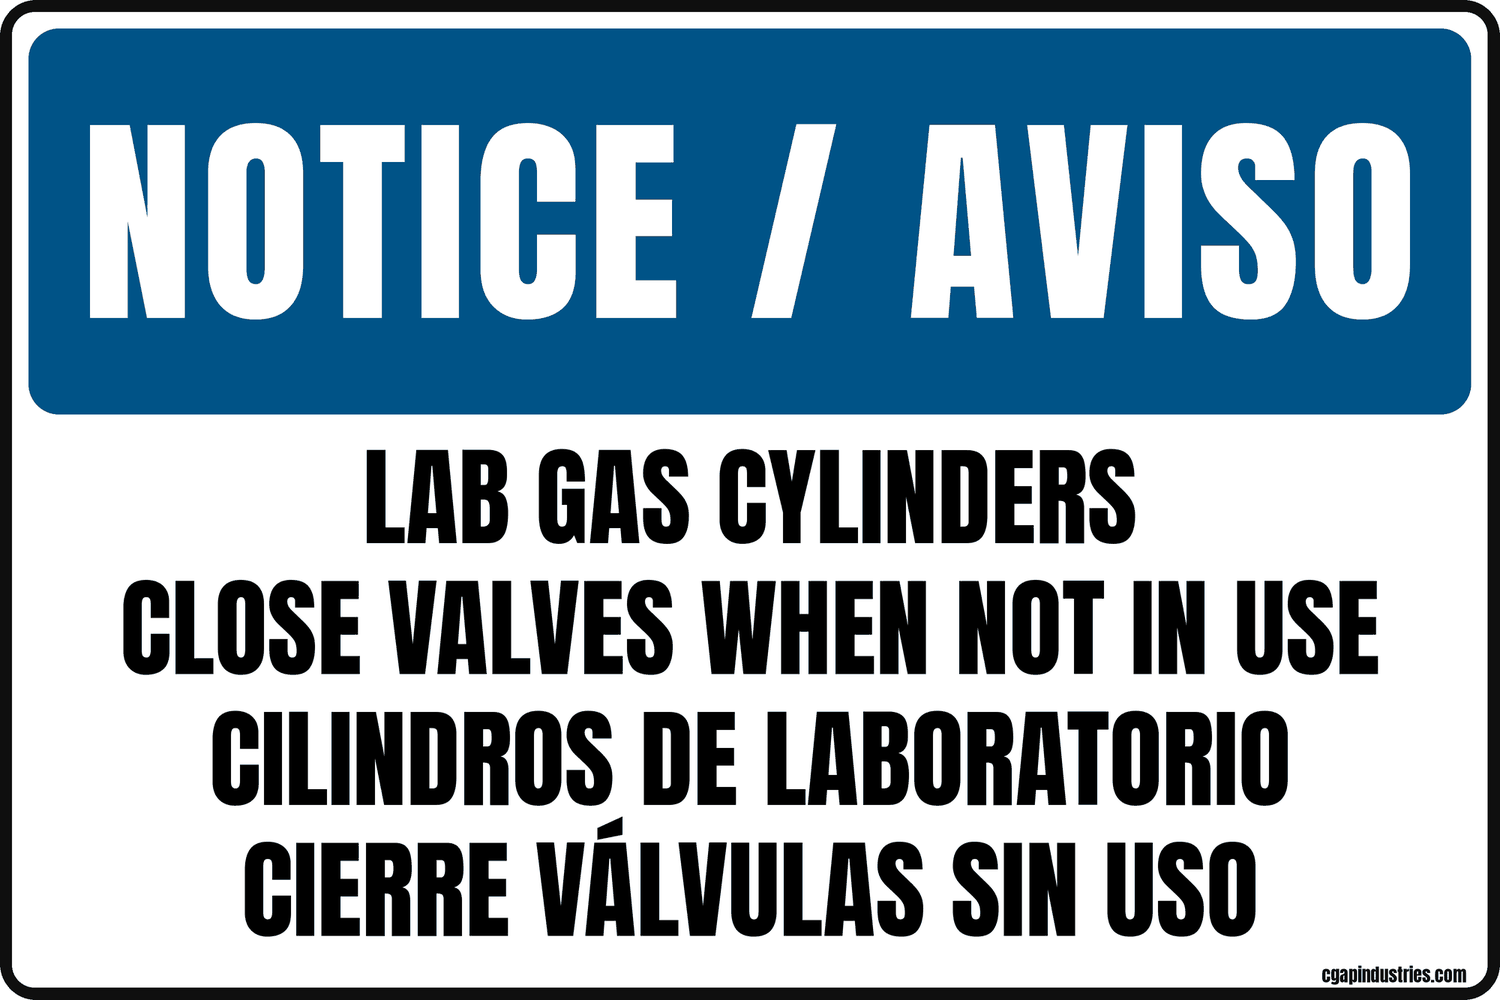 NOTICE / AVISO
LAB GAS CYLINDERS
CLOSE VALVES WHEN NOT IN USE
CILINDROS DE LABORATORIO
CIERRE VÁLVULAS SIN USO
cgapindustries.com